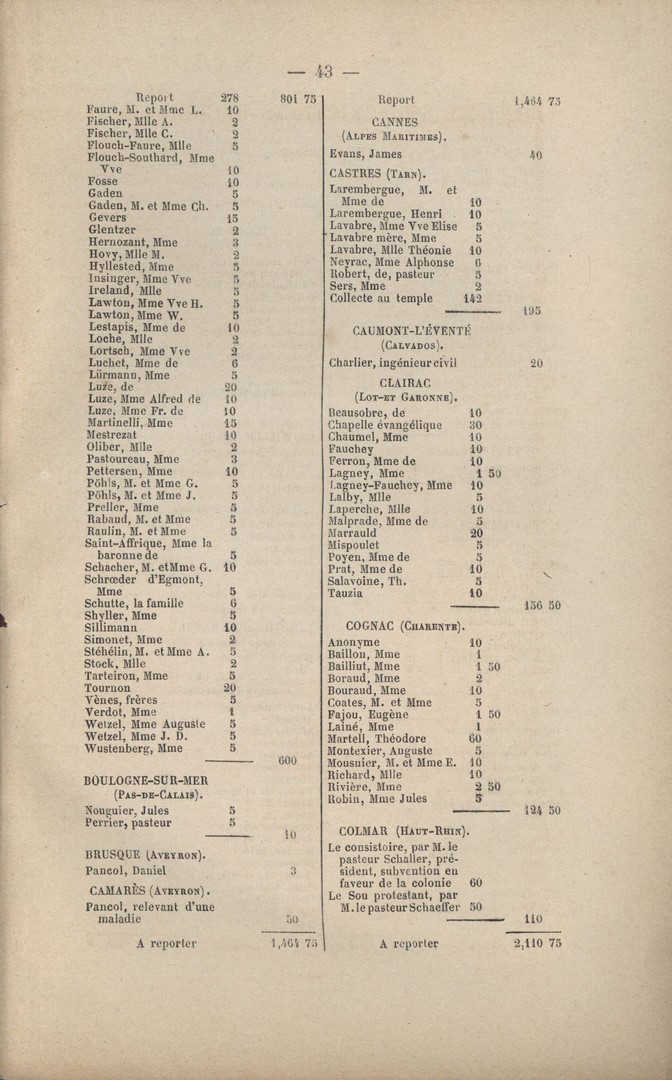 — 43 —
Report 278 801 75
Faure, M. et Mme L. 10
Fischer, Mlle A. 2
Fischer, Mlle C. 2
Flouch-Faure, Mlle 5
Flouch-Southard, Mme
Vve 10
Fosse 10
Gaden 5
Gaden, M. et Mme Ch. 5
Gevers 15
Glentzer 2
Hernozant, Mme 3
Hovy, Mlle M. 2
Hyllested, Mme 5
Insinger, Mme Vve 5
Ireland, Mlle 5
Lawton, Mme Vve H. 5
Lawton, Mme W. 5
Lestapis, Mme de 10
Loche, Mlle 2
Lortsch, Mme Vve 2
Luchet, Mme de 6
Lürmann, Mme 5
Luze, de 20
Luze, Mme Alfred de 10
Luze, Mme Fr. de 10
Martinelli, Mme 15
Mestrezat 10
Oliber, Mlle 2
Pastoureau, Mme 3
Pettersen, Mme 10
Pöhls, M. et Mme G. 5
Pöhls, M. et Mme J. 5
Preller, Mme 5
Rabaud, M. et Mme 5
Raulin, M. et Mme 5
Saint-Affrique, Mme la
baronne de 5
Schacher, M. et Mme G. 10
Schrœder d'Egmont,
Mme 5
Schutte, la famille 6
Shyller, Mme 5
Sillimann 10
Simonet, Mme 2
Stéhélin, M. et Mme A. 5
Stock, Mlle 2
Tarteiron, Mme 5
Tournon 20
Vènes, frères 5
Verdot, Mme 1
Wetzel, Mme Auguste 5
Wetzel, Mme J. D. 5
Wustenberg, Mme 5
600
BOULOGNE-SUR-MER
(PAS-DE-CALAIS).
Nouguier, Jules 5
Perrier, pasteur 5
10
BRUSQUE (AVEYRON).
Pancol, Daniel 3
CAMARÈS (AVEYRON).
Pancol, relevant d'une
maladie 50
A reporter 1,464 75
Report 1,464 75
CANNES
(ALPES MARITIMES).
Evans, James 40
CASTRES (TARN).
Larembergue, M. et
Mme de 10
Larembergue, Henri 10
Lavabre, Mme Vve Elise 5
Lavabre mère, Mme 5
Lavabre, Mlle Théonie 10
Neyrac, Mme Alphonse 6
Robert, de, pasteur 5
Sers, Mme 2
Collecte au temple 142
195
CAUMONT-L'ÉVENTÉ
(CALVADOS).
Charlier, ingénieur civil 20
CLAIRAC
(LOT-ET GARONNE).
Beausobre, de 10
Chapelle évangélique 30
Chaumel, Mme 10
Fauchey 10
Ferron, Mme de 10
Lagney, Mme 1 50
Lagney-Fauchey, Mme 10
Lalby, Mlle 5
Laperche, Mlle 10
Malprade, Mme de 5
Marrauld 20
Mispoulet 5
Poyen, Mme de 5
Prat, Mme de 10
Salavoine, Th. 5
Tauzia 10
156 50
COGNAC (CHARENTE).
Anonyme 10
Baillon, Mme 1
Bailliut, Mme 1 50
Boraud, Mme 2
Bouraud, Mme 10
Coates, M. et Mme 5
Fajou, Eugène 1 50
Lainé, Mme 1
Martell, Théodore 60
Montexier, Auguste 5
Mousnier, M. et Mme E. 10
Richard, Mlle 10
Rivière, Mme 2 50
Robin, Mme Jules 5
124 50
COLMAR (HAUT-RHIN).
Le consistoire, par M. le
pasteur Schaller, pré-
sident, subvention en
faveur de la colonie 60
Le Sou protestant, par
M. le pasteur Schaeffer 50
110
A reporter 2,110 75